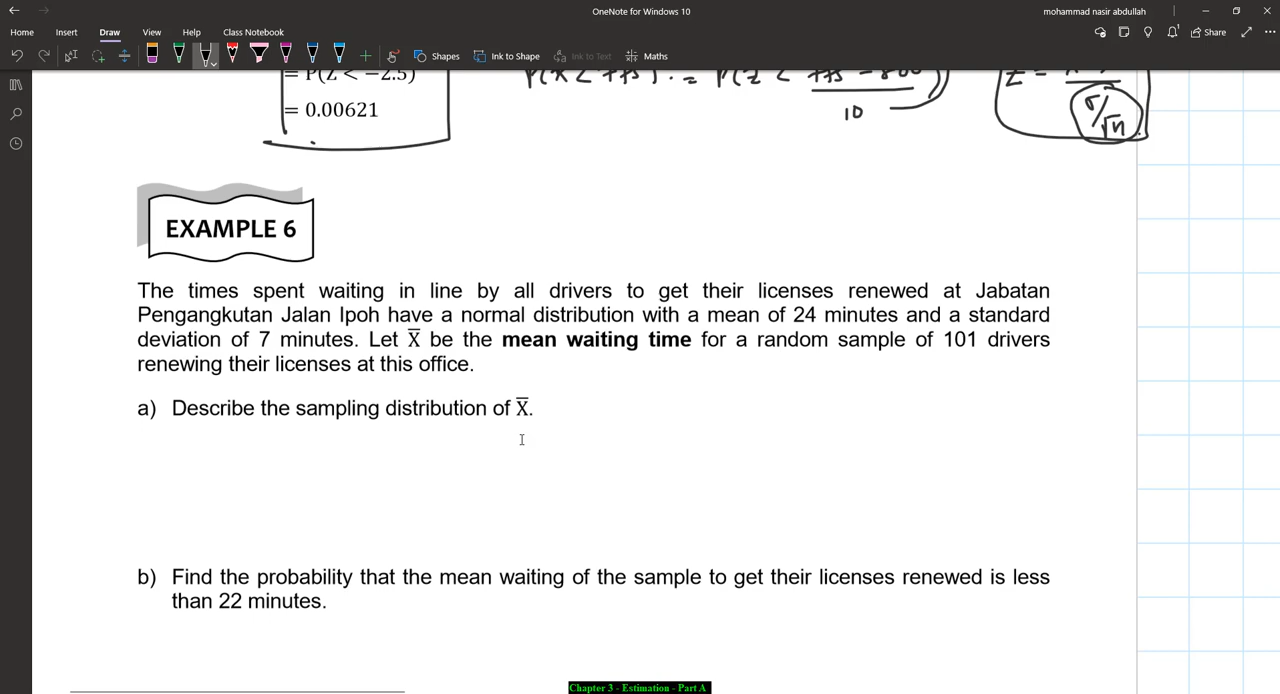 OneNote for Windows 10
mohammad nasir abdullah
Home Insert Draw View Help Class Notebook
Share
Shapes Ink to Shape Ink to Text Maths
= P(Z < −2.5)
= 0.00621
P(X < 775) = P(Z < 775 − 800
10
Z =
σ/√n
EXAMPLE 6
The times spent waiting in line by all drivers to get their licenses renewed at Jabatan
Pengangkutan Jalan Ipoh have a normal distribution with a mean of 24 minutes and a standard
deviation of 7 minutes. Let X̅ be the mean waiting time for a random sample of 101 drivers
renewing their licenses at this office.
a) Describe the sampling distribution of X̅.
b) Find the probability that the mean waiting of the sample to get their licenses renewed is less
than 22 minutes.
Chapter 3 - Estimation - Part A